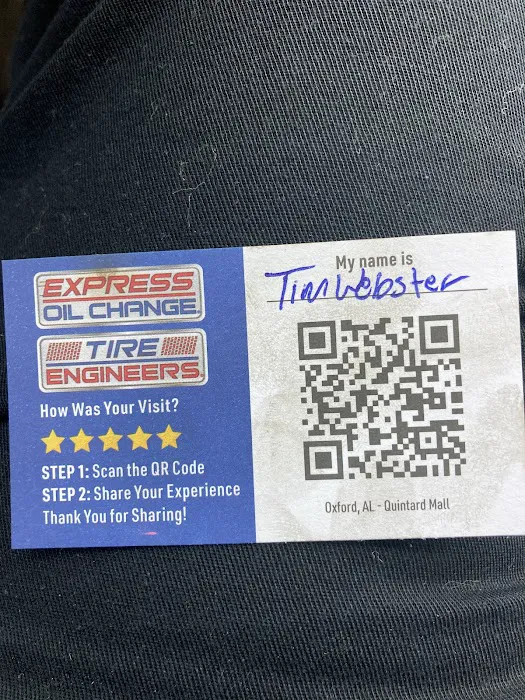 EXPRESS
OIL CHANGE
TIRE
ENGINEERS
How Was Your Visit?
STEP 1: Scan the QR Code
STEP 2: Share Your Experience
Thank You for Sharing!
My name is
Tim Webster
Oxford, AL - Quintard Mall